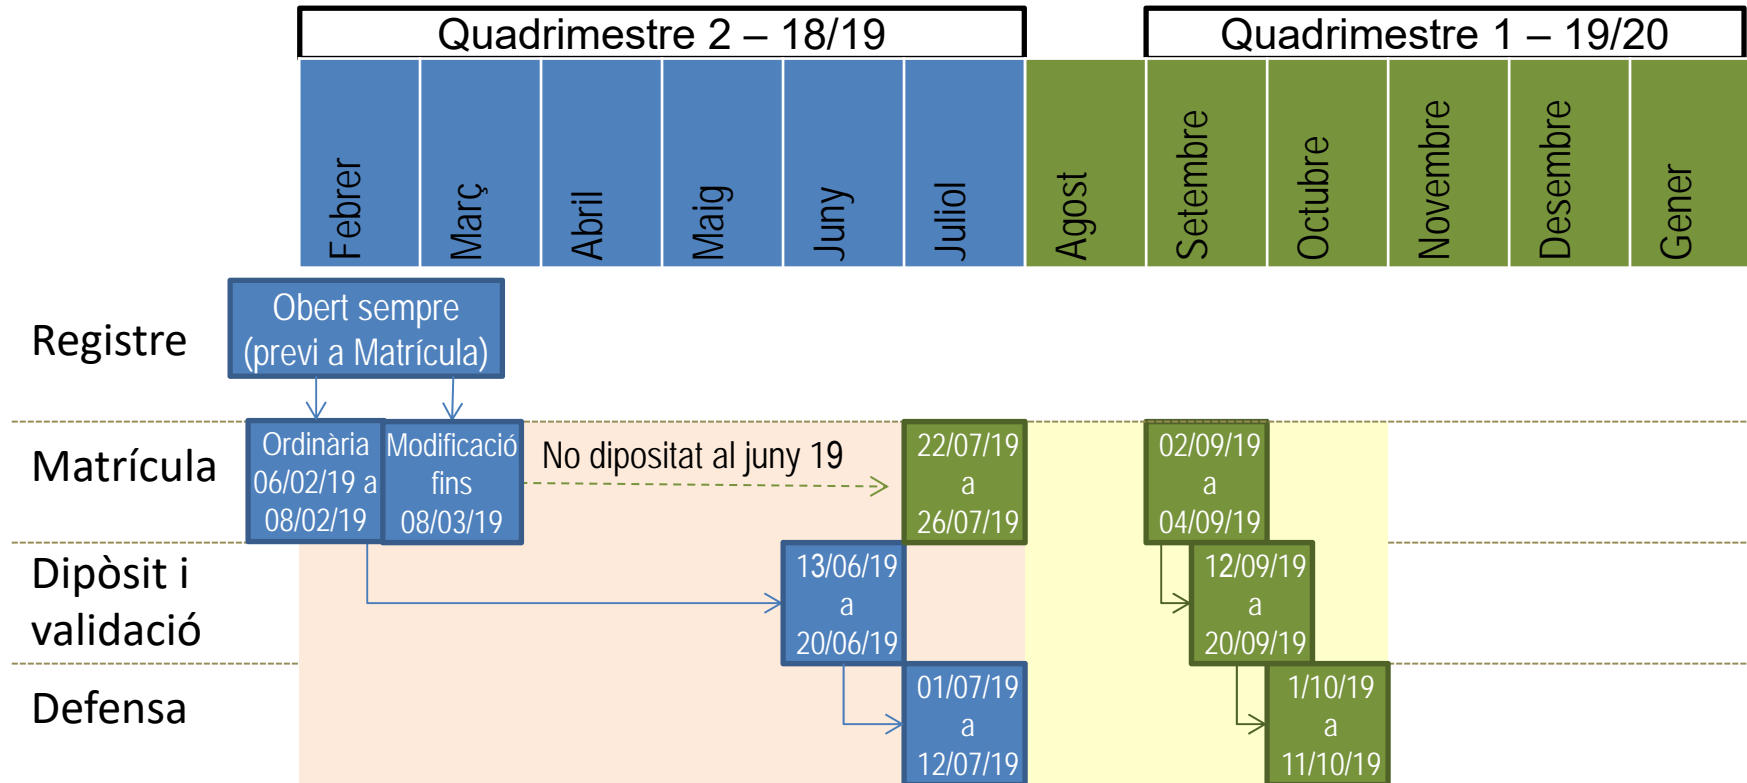 Quadrimestre 2 – 18/19
Quadrimestre 1 – 19/20
Febrer
Març
Abril
Maig
Juny
Juliol
Agost
Setembre
Octubre
Novembre
Desembre
Gener
Registre
Obert sempre
(previ a Matrícula)
Matrícula
Ordinària
06/02/19 a
08/02/19
Modificació
fins
08/03/19
No dipositat al juny 19
22/07/19
a
26/07/19
02/09/19
a
04/09/19
Dipòsit i
validació
13/06/19
a
20/06/19
12/09/19
a
20/09/19
Defensa
01/07/19
a
12/07/19
1/10/19
a
11/10/19